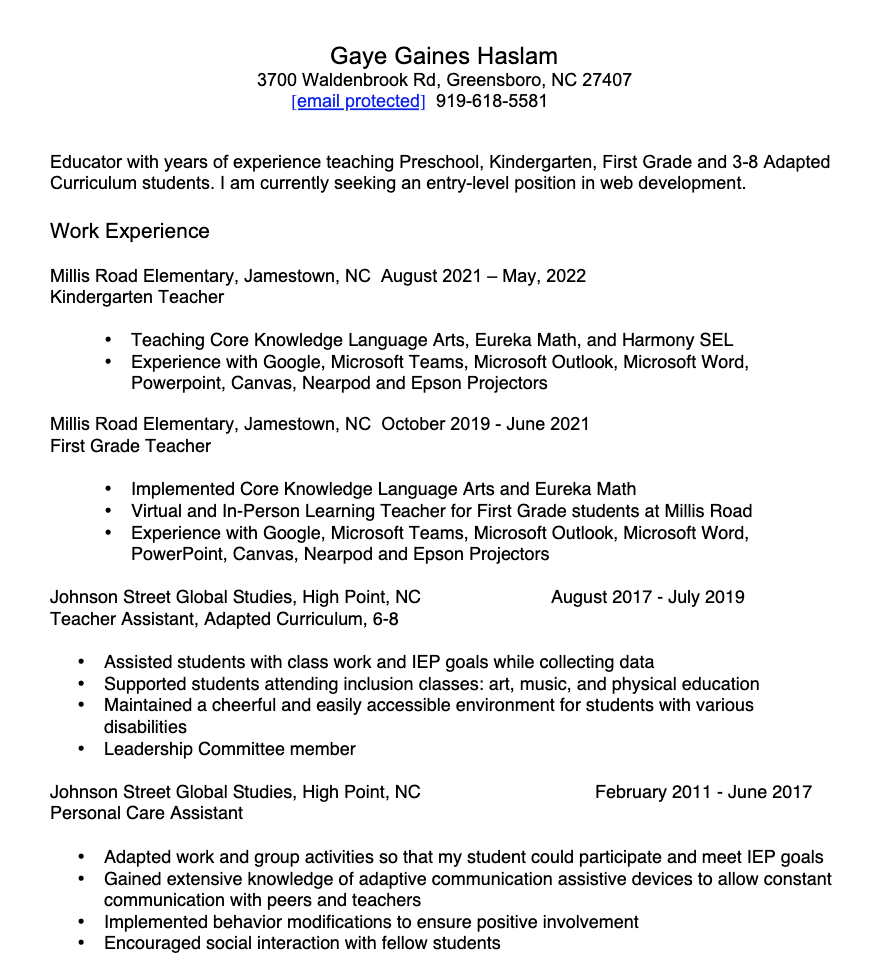 Gaye Gaines Haslam
3700 Waldenbrook Rd, Greensboro, NC 27407
[email protected] 919-618-5581
Educator with years of experience teaching Preschool, Kindergarten, First Grade and 3-8 Adapted
Curriculum students. I am currently seeking an entry-level position in web development.
Work Experience
Millis Road Elementary, Jamestown, NC August 2021 – May, 2022
Kindergarten Teacher
• Teaching Core Knowledge Language Arts, Eureka Math, and Harmony SEL
• Experience with Google, Microsoft Teams, Microsoft Outlook, Microsoft Word,
Powerpoint, Canvas, Nearpod and Epson Projectors
Millis Road Elementary, Jamestown, NC October 2019 - June 2021
First Grade Teacher
• Implemented Core Knowledge Language Arts and Eureka Math
• Virtual and In-Person Learning Teacher for First Grade students at Millis Road
• Experience with Google, Microsoft Teams, Microsoft Outlook, Microsoft Word,
PowerPoint, Canvas, Nearpod and Epson Projectors
Johnson Street Global Studies, High Point, NC August 2017 - July 2019
Teacher Assistant, Adapted Curriculum, 6-8
• Assisted students with class work and IEP goals while collecting data
• Supported students attending inclusion classes: art, music, and physical education
• Maintained a cheerful and easily accessible environment for students with various
disabilities
• Leadership Committee member
Johnson Street Global Studies, High Point, NC February 2011 - June 2017
Personal Care Assistant
• Adapted work and group activities so that my student could participate and meet IEP goals
• Gained extensive knowledge of adaptive communication assistive devices to allow constant
communication with peers and teachers
• Implemented behavior modifications to ensure positive involvement
• Encouraged social interaction with fellow students